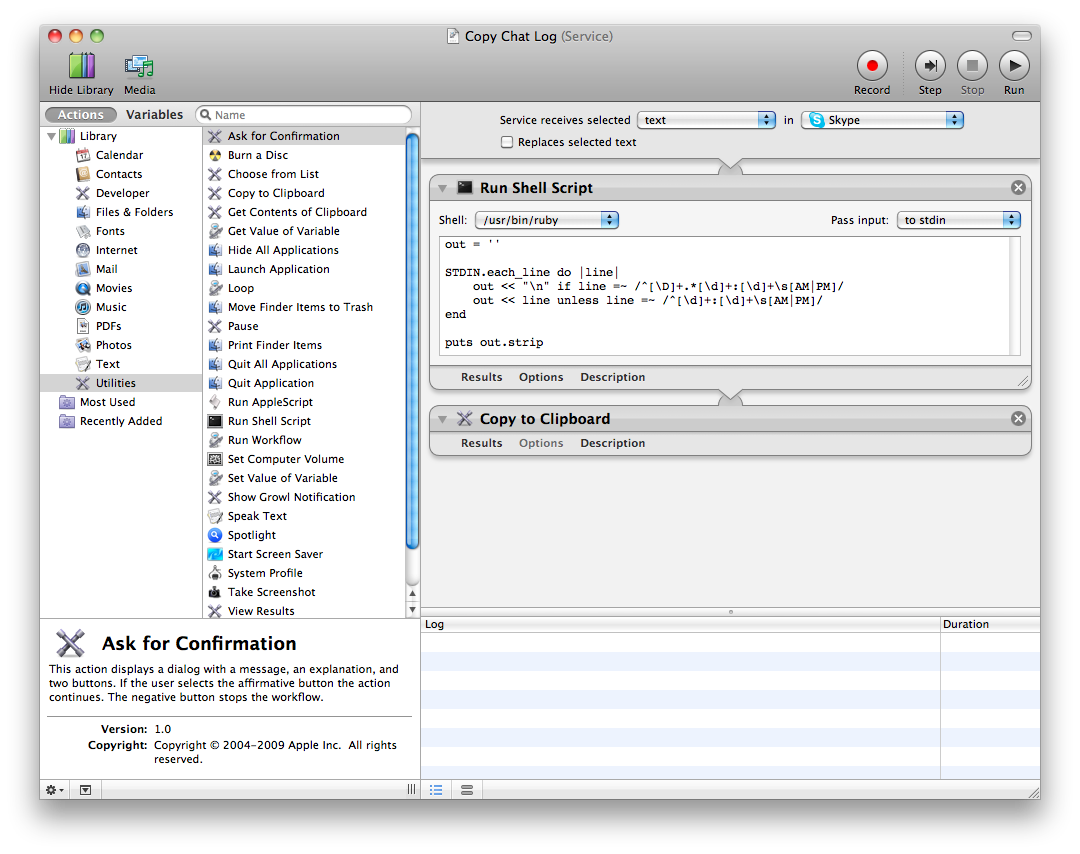 Copy Chat Log (Service)
Hide Library
Media
Record
Step
Stop
Run
Actions
Variables
Name
Library
Calendar
Contacts
Developer
Files & Folders
Fonts
Internet
Mail
Movies
Music
PDFs
Photos
Text
Utilities
Most Used
Recently Added
Ask for Confirmation
Burn a Disc
Choose from List
Copy to Clipboard
Get Contents of Clipboard
Get Value of Variable
Hide All Applications
Launch Application
Loop
Move Finder Items to Trash
Pause
Print Finder Items
Quit All Applications
Quit Application
Run AppleScript
Run Shell Script
Run Workflow
Set Computer Volume
Set Value of Variable
Show Growl Notification
Speak Text
Spotlight
Start Screen Saver
System Profile
Take Screenshot
View Results
Ask for Confirmation
This action displays a dialog with a message, an explanation, and
two buttons. If the user selects the affirmative button the action
continues. The negative button stops the workflow.
Version: 1.0
Copyright: Copyright © 2004–2009 Apple Inc. All rights
reserved.
Service receives selected text in Skype
Replaces selected text
Run Shell Script
Shell: /usr/bin/ruby Pass input: to stdin
out = ''
STDIN.each_line do |line|
out << "\n" if line =~ /^[\D]+.*[\d]+:[\d]+\s[AM|PM]/
out << line unless line =~ /^[\d]+:[\d]+\s[AM|PM]/
end
puts out.strip
Results Options Description
Copy to Clipboard
Results Options Description
Log Duration